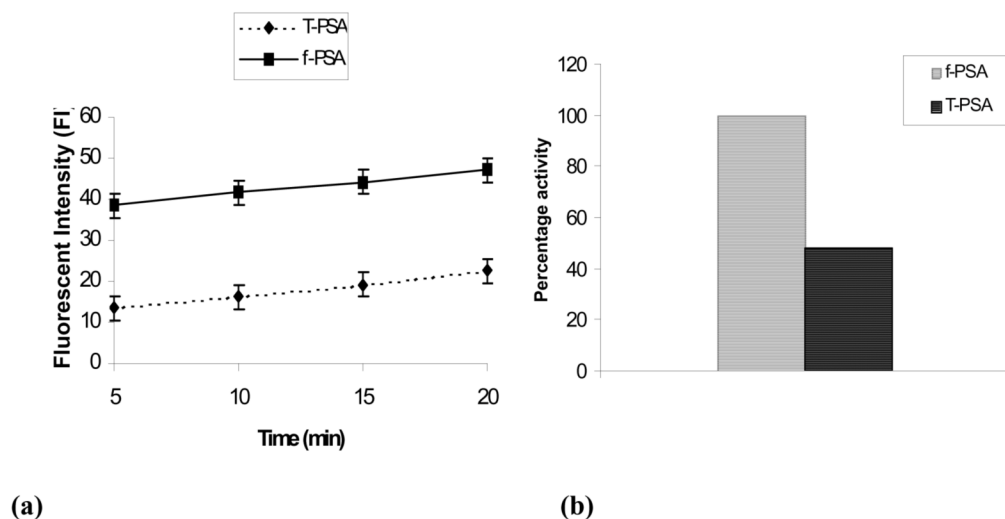 T-PSA
f-PSA
Fluorescent Intensity (FI)
60
50
40
30
20
10
0
5 10 15 20
Time (min)
(a)
f-PSA
T-PSA
Percentage activity
120
100
80
60
40
20
0
(b)